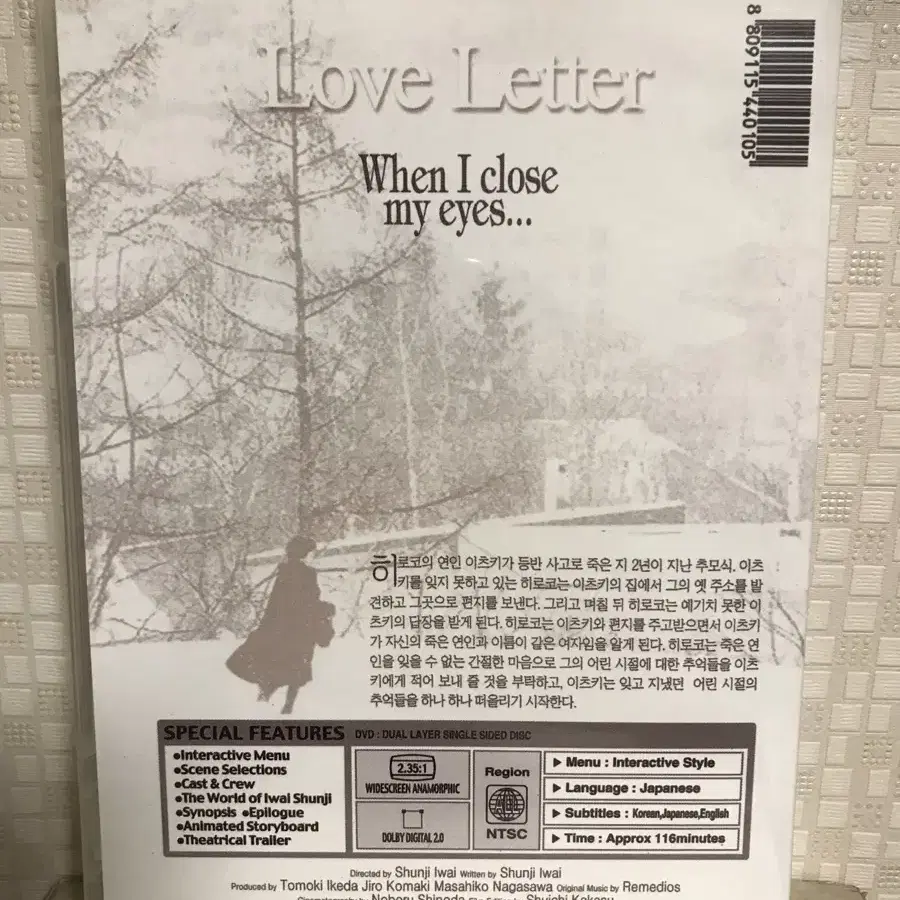 Love Letter
8 809115 440105
When I close
my eyes...
히로코의 연인 이츠키가 등반 사고로 죽은 지 2년이 지난 추모식. 이츠
키를 잊지 못하고 있는 히로코는 이츠키의 집에서 그의 옛 주소를 발
견하고 그곳으로 편지를 보낸다. 그리고 며칠 뒤 히로코는 예기치 못한 이
츠키의 답장을 받게 된다. 히로코는 이츠키와 편지를 주고받으면서 이츠키
가 자신의 죽은 연인과 이름이 같은 여자임을 알게 된다. 히로코는 죽은 연
인을 잊을 수 없는 간절한 마음으로 그의 어린 시절에 대한 추억들을 이츠
키에게 적어 보내 줄 것을 부탁하고, 이츠키는 잊고 지냈던 어린 시절의
추억들을 하나 하나 떠올리기 시작한다.
SPECIAL FEATURES DVD : DUAL LAYER SINGLE SIDED DISC
•Interactive Menu
•Scene Selections
•Cast & Crew
•The World of Iwai Shunji
•Synopsis •Epilogue
•Animated Storyboard
•Theatrical Trailer
2.35:1
WIDESCREEN ANAMORPHIC
DOLBY DIGITAL 2.0
Region
NTSC
▶ Menu : Interactive Style
▶ Language : Japanese
▶ Subtitles : Korean,Japanese,English
▶ Time : Approx 116minutes
Directed by Shunji Iwai Written by Shunji Iwai
Produced by Tomoki Ikeda Jiro Komaki Masahiko Nagasawa Original Music by Remedios
Noboru Shinoda